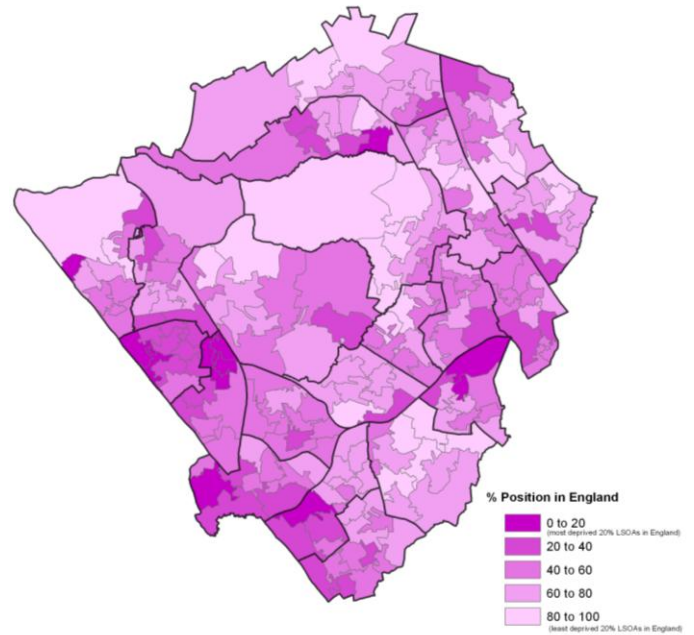 % Position in England
0 to 20
(most deprived 20% LSOAs in England)
20 to 40
40 to 60
60 to 80
80 to 100
(least deprived 20% LSOAs in England)